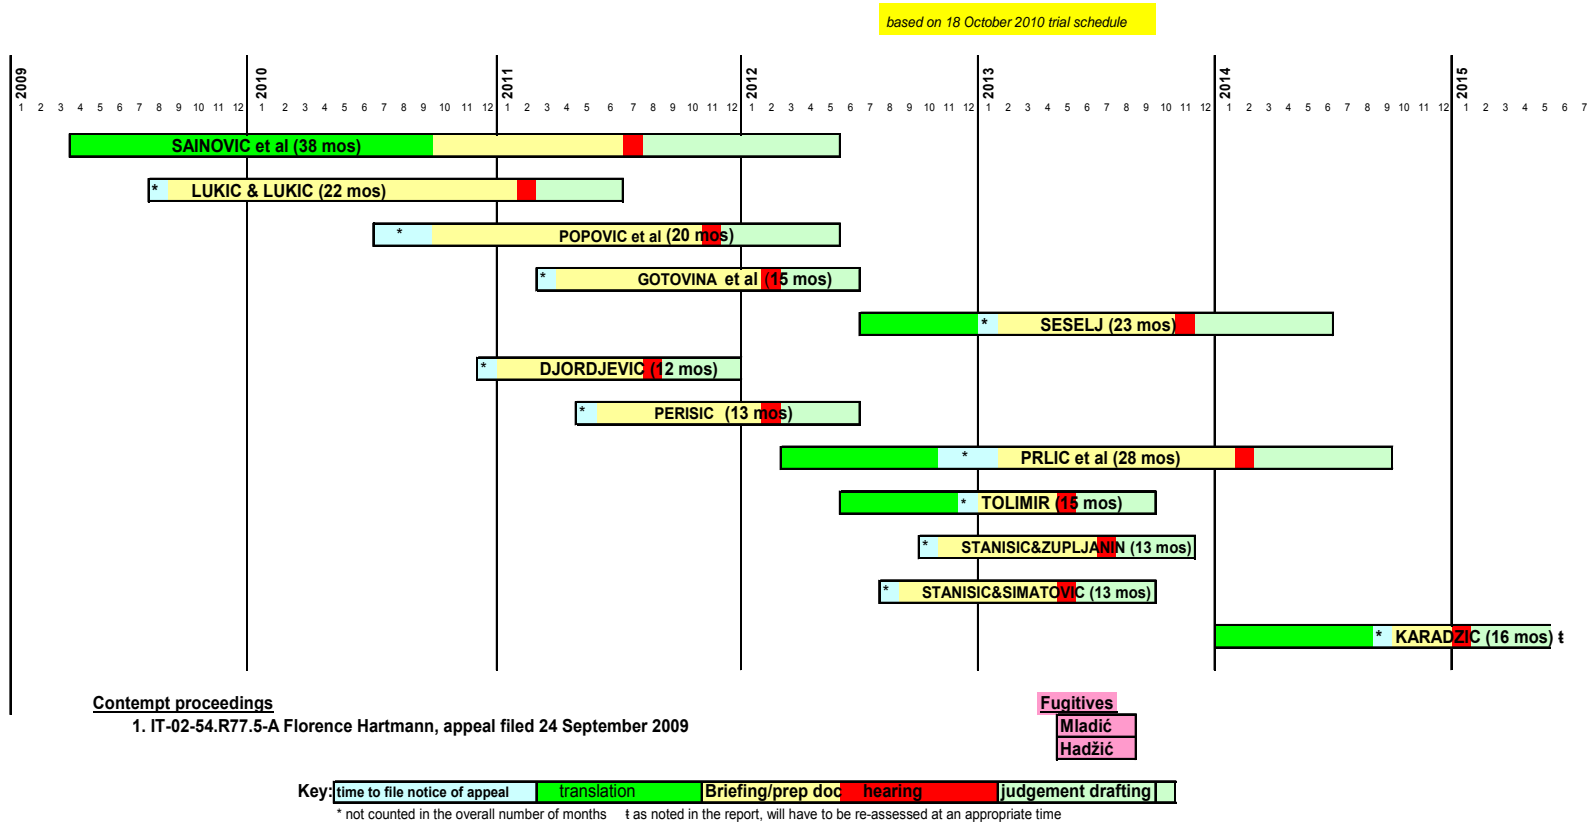 based on 18 October 2010 trial schedule
2009 2010 2011 2012 2013 2014 2015
1 2 3 4 5 6 7 8 9 10 11 12 1 2 3 4 5 6 7 8 9 10 11 12 1 2 3 4 5 6 7 8 9 10 11 12 1 2 3 4 5 6 7 8 9 10 11 12 1 2 3 4 5 6 7 8 9 10 11 12 1 2 3 4 5 6 7 8 9 10 11 12 1 2 3 4 5 6 7
SAINOVIC et al (38 mos)
* LUKIC & LUKIC (22 mos)
* POPOVIC et al (20 mos)
* GOTOVINA et al (15 mos)
* SESELJ (23 mos)
* DJORDJEVIC (12 mos)
* PERISIC (13 mos)
* PRLIC et al (28 mos)
* TOLIMIR (15 mos)
* STANISIC&ZUPLJANIN (13 mos)
* STANISIC&SIMATOVIC (13 mos)
* KARADZIC (16 mos) ŧ
Contempt proceedings
1. IT-02-54.R77.5-A Florence Hartmann, appeal filed 24 September 2009
Fugitives
Mladić
Hadžić
Key: time to file notice of appeal translation Briefing/prep doc hearing judgement drafting
* not counted in the overall number of months ŧ as noted in the report, will have to be re-assessed at an appropriate time